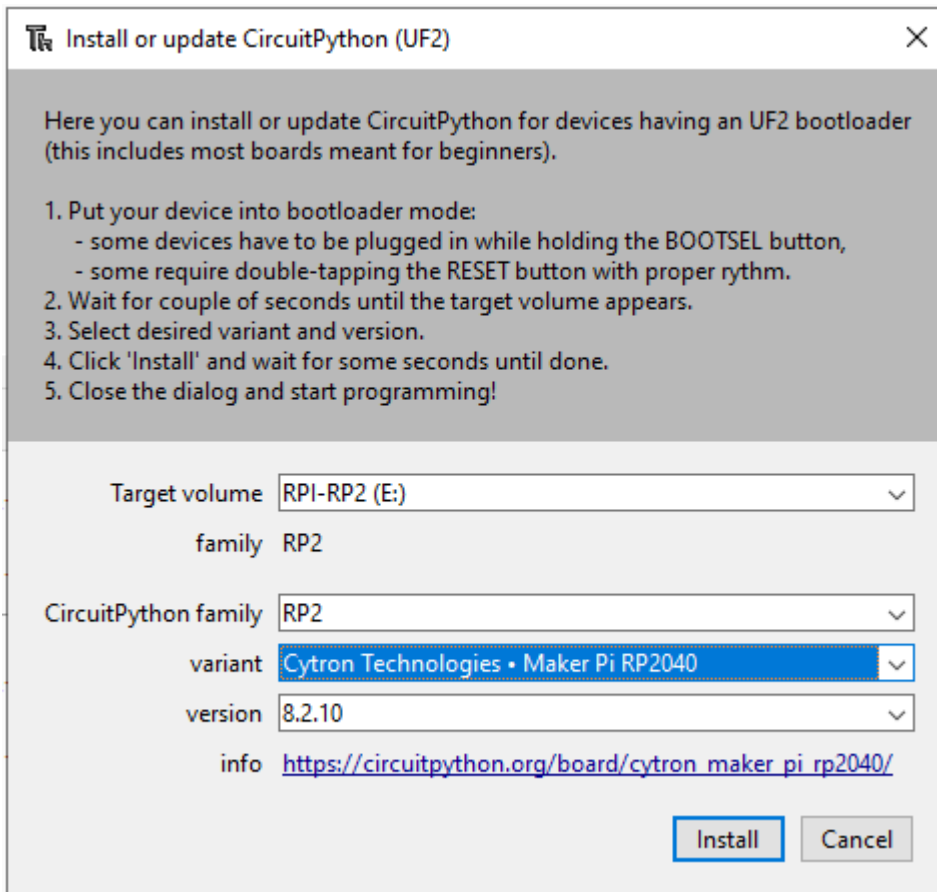 Install or update CircuitPython (UF2)
Here you can install or update CircuitPython for devices having an UF2 bootloader
(this includes most boards meant for beginners).
1. Put your device into bootloader mode:
- some devices have to be plugged in while holding the BOOTSEL button,
- some require double-tapping the RESET button with proper rythm.
2. Wait for couple of seconds until the target volume appears.
3. Select desired variant and version.
4. Click 'Install' and wait for some seconds until done.
5. Close the dialog and start programming!
Target volume RPI-RP2 (E:)
family RP2
CircuitPython family RP2
variant Cytron Technologies • Maker Pi RP2040
version 8.2.10
info https://circuitpython.org/board/cytron_maker_pi_rp2040/
Install Cancel